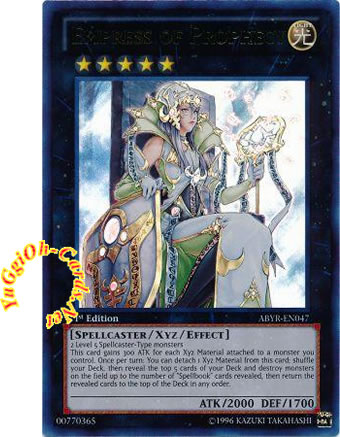 EMPRESS OF PROPHECY
LIGHT
光
1st Edition
ABYR-EN047
[SPELLCASTER/XYZ/EFFECT]
2 Level 5 Spellcaster-Type monsters
This card gains 300 ATK for each Xyz Material attached to a monster you
control. Once per turn: You can detach 1 Xyz Material from this card; shuffle
your Deck, then reveal the top 5 cards of your Deck and destroy monsters
on the field up to the number of "Spellbook" cards revealed, then return the
revealed cards to the top of the Deck in any order.
ATK/2000 DEF/1700
00770365
©1996 KAZUKI TAKAHASHI
YuGgiOh-Cards.Net